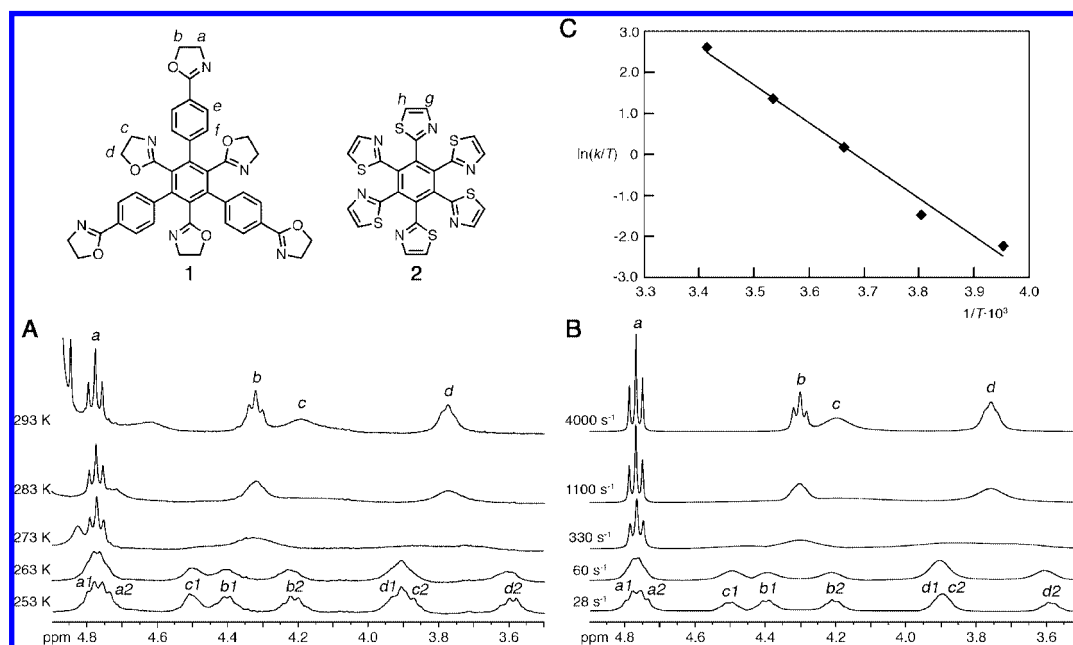 b a
O N
c
N e
d O N f O
N O
N O
N O O N
1
h g
S N
N S S N
S N N S
N S
2
C
3.0
2.0
1.0
ln(k/T) 0
-1.0
-2.0
-3.0
3.3 3.4 3.5 3.6 3.7 3.8 3.9 4.0
1/T·10³
A
a
b
c
d
293 K
283 K
273 K
263 K
253 K
a1 a2 c1 b1 b2 d1 c2 d2
ppm 4.8 4.6 4.4 4.2 4.0 3.8 3.6
B
a
b
c
d
4000 s⁻¹
1100 s⁻¹
330 s⁻¹
60 s⁻¹
28 s⁻¹
a1 a2 c1 b1 b2 d1 c2 d2
ppm 4.8 4.6 4.4 4.2 4.0 3.8 3.6